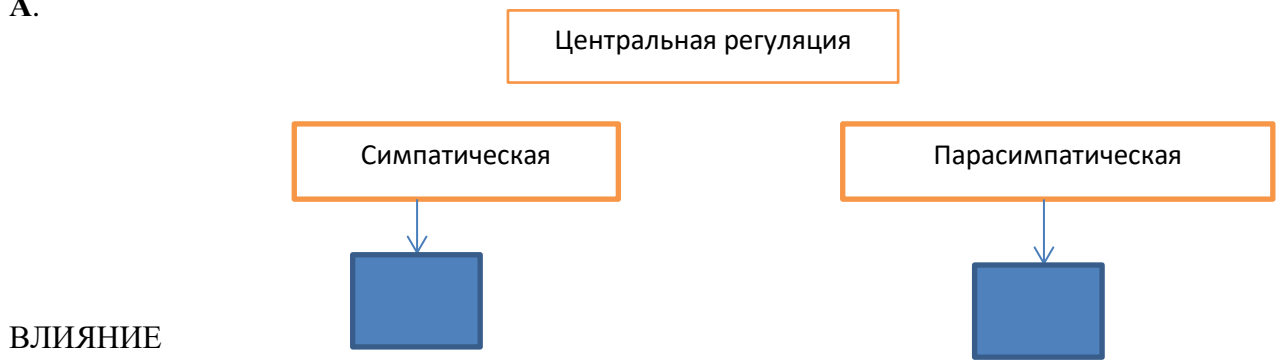 А.
Центральная регуляция
Симпатическая
Парасимпатическая
ВЛИЯНИЕ